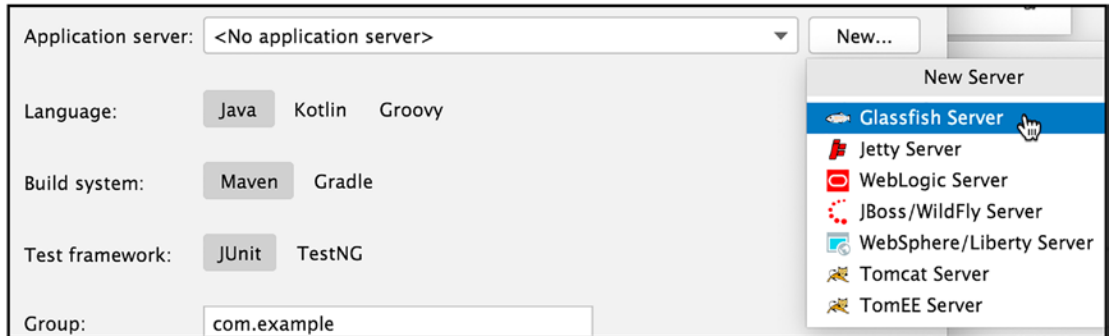 Application server: <No application server> New...
New Server
Language: Java Kotlin Groovy
Glassfish Server
Jetty Server
Build system: Maven Gradle
WebLogic Server
JBoss/WildFly Server
WebSphere/Liberty Server
Test framework: JUnit TestNG
Tomcat Server
TomEE Server
Group: com.example